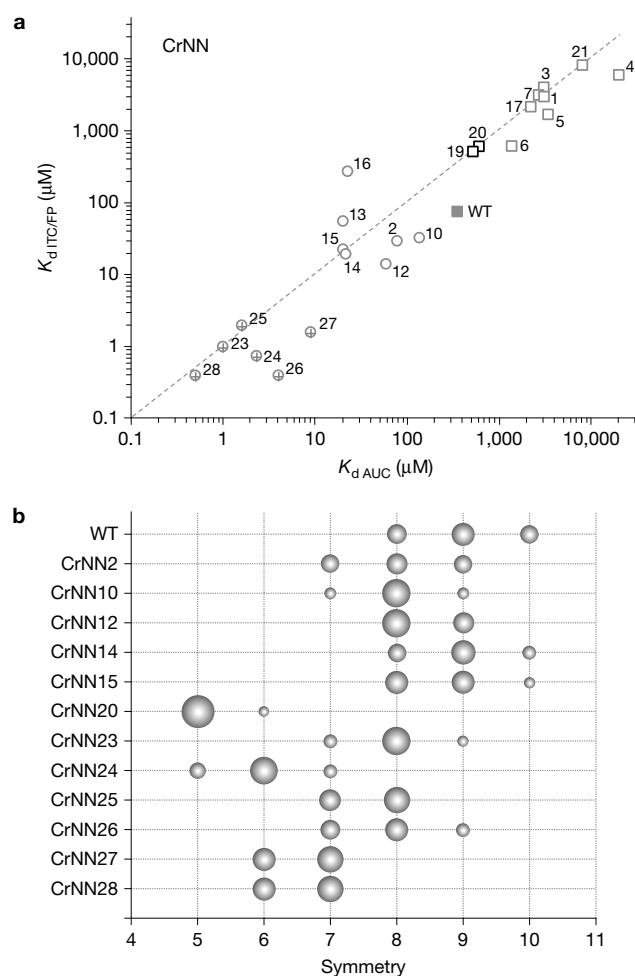 a
CrNN
10,000
1,000
100
10
1
0.1
K_d ITC/FP (μM)
21
3
4
7
1
17
5
20
19
6
16
WT
13
2
10
15
14
12
25
27
23
24
28
26
0.1
1
10
100
1,000
10,000
K_d AUC (μM)
b
WT
CrNN2
CrNN10
CrNN12
CrNN14
CrNN15
CrNN20
CrNN23
CrNN24
CrNN25
CrNN26
CrNN27
CrNN28
4 5 6 7 8 9 10 11
Symmetry